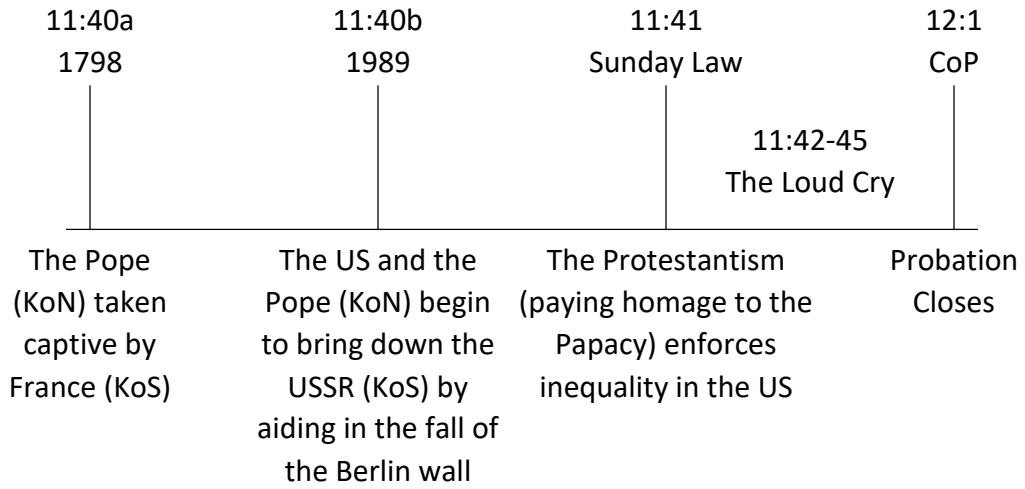 11:40a
1798
11:40b
1989
11:41
Sunday Law
12:1
CoP
11:42-45
The Loud Cry
The Pope
(KoN) taken
captive by
France (KoS)
The US and the
Pope (KoN) begin
to bring down the
USSR (KoS) by
aiding in the fall of
the Berlin wall
The Protestantism
(paying homage to the
Papacy) enforces
inequality in the US
Probation
Closes